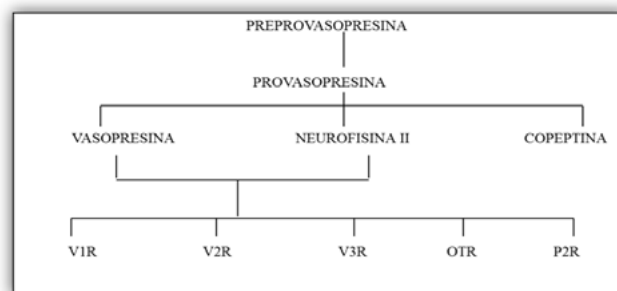 PREPROVASOPRESINA
PROVASOPRESINA
VASOPRESINA NEUROFISINA II COPEPTINA
V1R V2R V3R OTR P2R